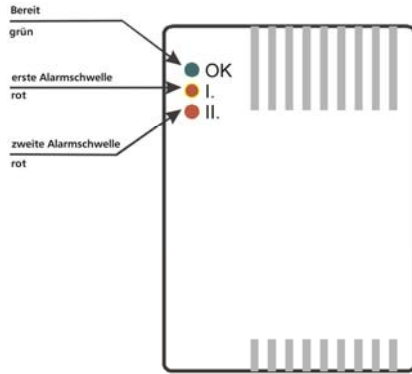 Bereit
grün
OK
erste Alarmschwelle
rot
I.
zweite Alarmschwelle
rot
II.